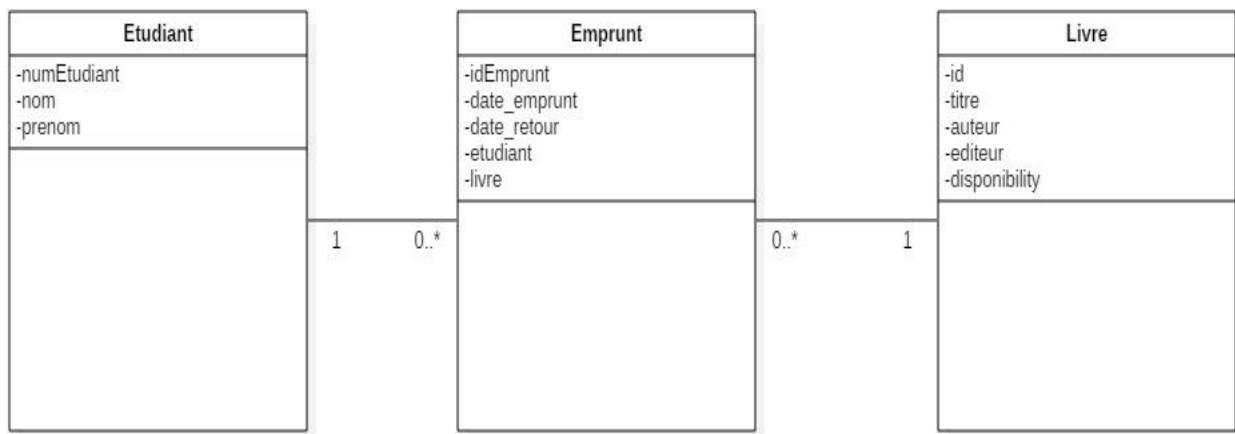 Etudiant
-numEtudiant
-nom
-prenom
1
0..*
Emprunt
-idEmprunt
-date_emprunt
-date_retour
-etudiant
-livre
0..*
1
Livre
-id
-titre
-auteur
-editeur
-disponibility